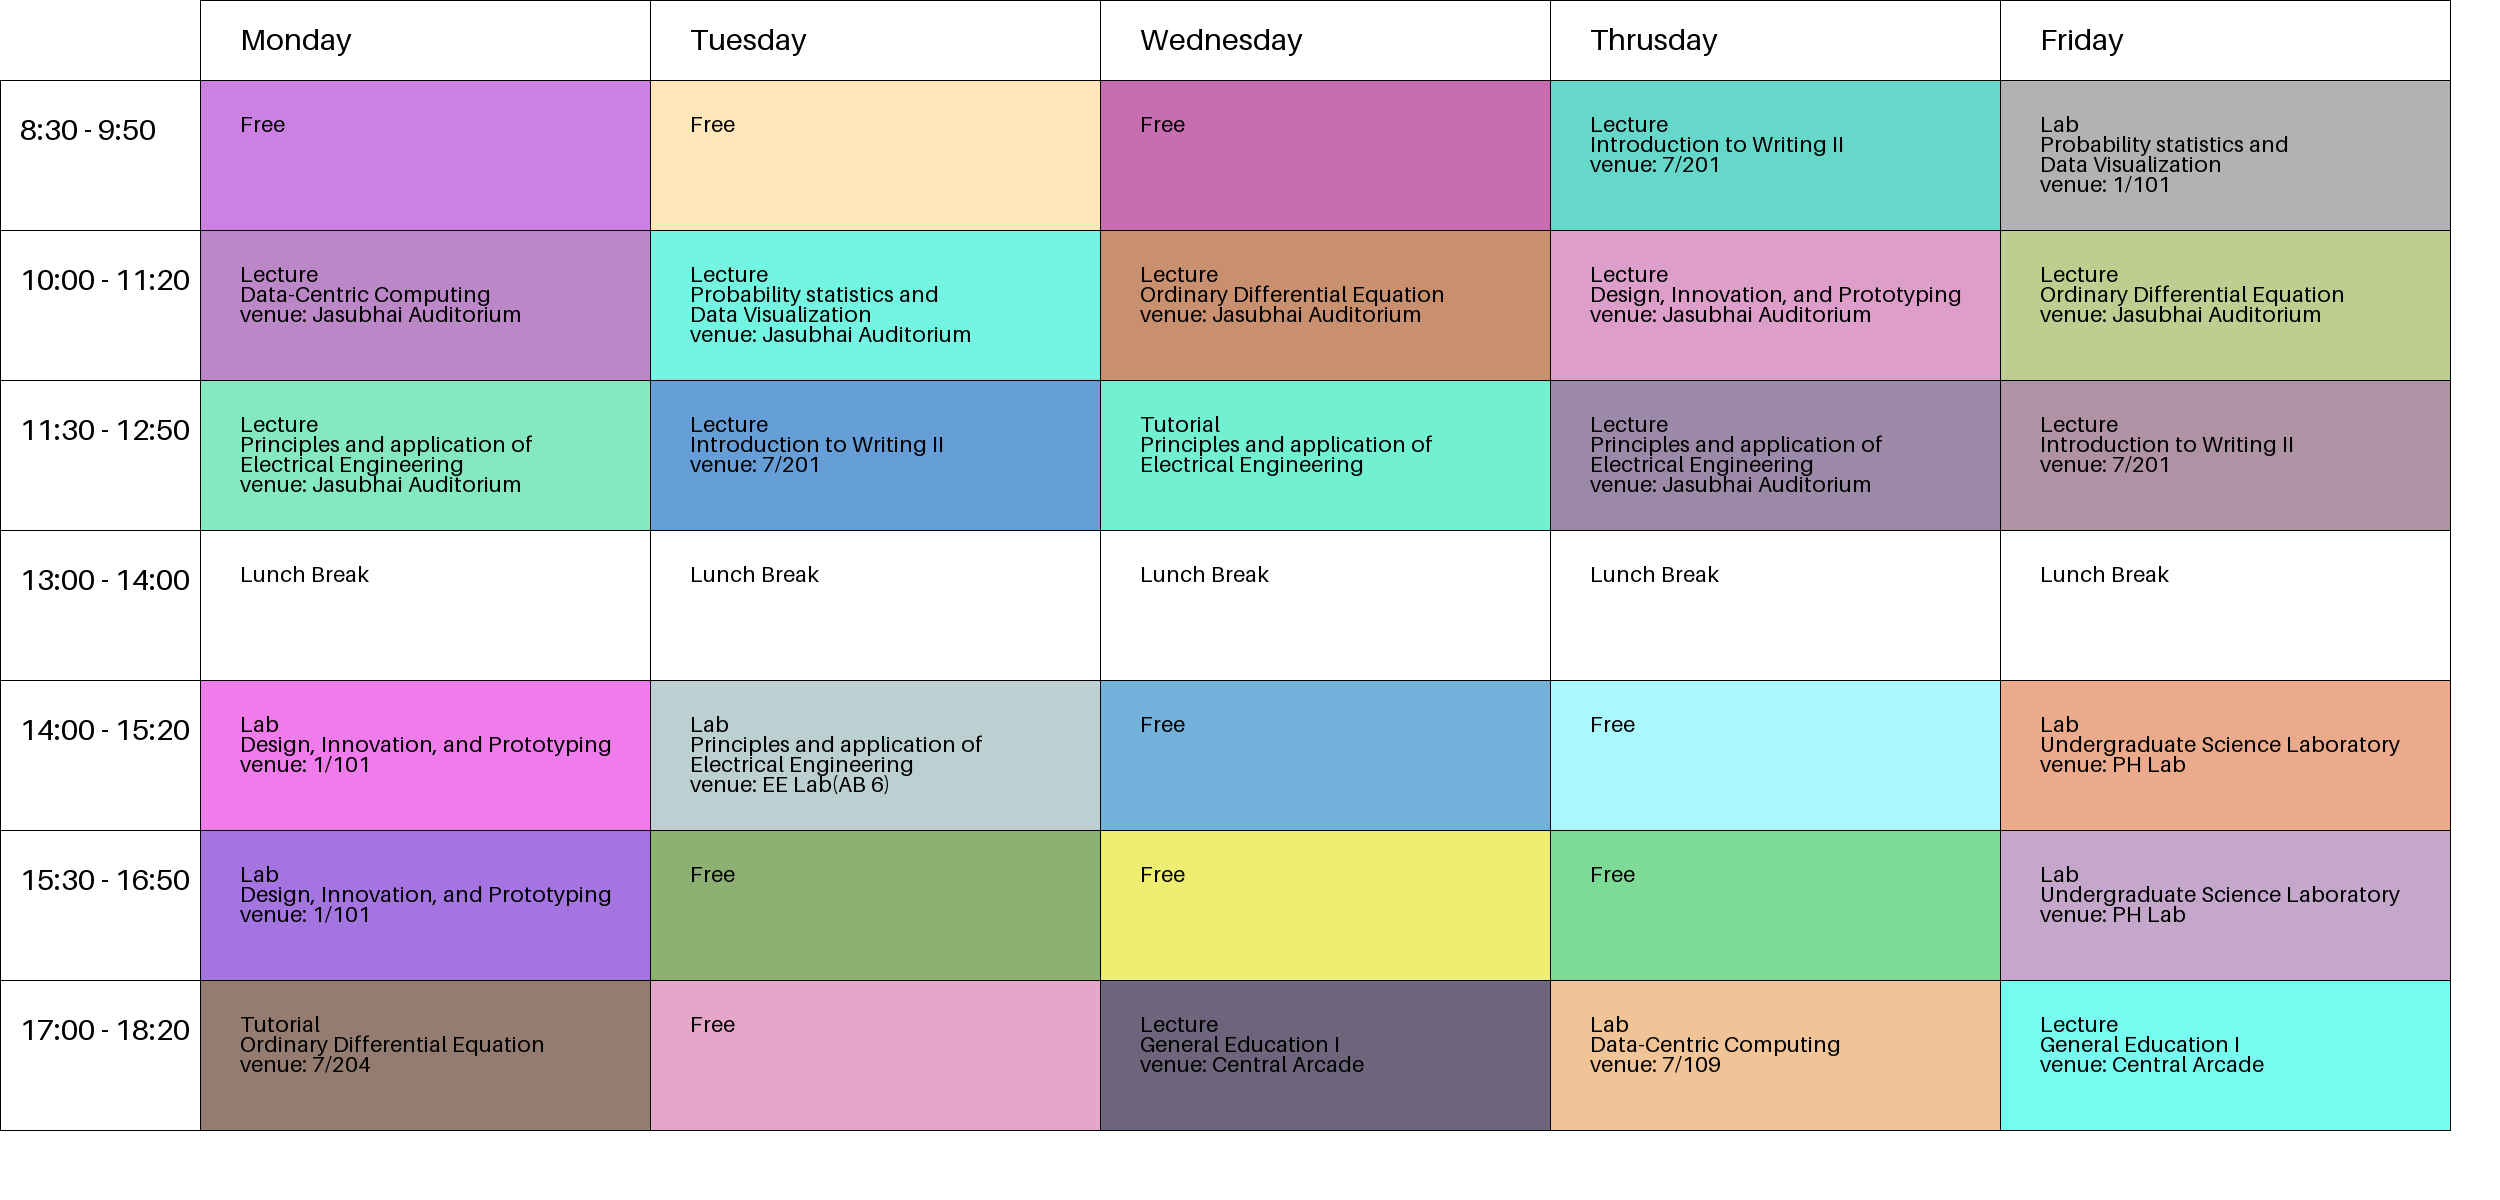 Monday Tuesday Wednesday Thrusday Friday
8:30 - 9:50
Free
Free
Free
Lecture
Introduction to Writing II
venue: 7/201
Lab
Probability statistics and
Data Visualization
venue: 1/101
10:00 - 11:20
Lecture
Data-Centric Computing
venue: Jasubhai Auditorium
Lecture
Probability statistics and
Data Visualization
venue: Jasubhai Auditorium
Lecture
Ordinary Differential Equation
venue: Jasubhai Auditorium
Lecture
Design, Innovation, and Prototyping
venue: Jasubhai Auditorium
Lecture
Ordinary Differential Equation
venue: Jasubhai Auditorium
11:30 - 12:50
Lecture
Principles and application of
Electrical Engineering
venue: Jasubhai Auditorium
Lecture
Introduction to Writing II
venue: 7/201
Tutorial
Principles and application of
Electrical Engineering
Lecture
Principles and application of
Electrical Engineering
venue: Jasubhai Auditorium
Lecture
Introduction to Writing II
venue: 7/201
13:00 - 14:00
Lunch Break
Lunch Break
Lunch Break
Lunch Break
Lunch Break
14:00 - 15:20
Lab
Design, Innovation, and Prototyping
venue: 1/101
Lab
Principles and application of
Electrical Engineering
venue: EE Lab(AB 6)
Free
Free
Lab
Undergraduate Science Laboratory
venue: PH Lab
15:30 - 16:50
Lab
Design, Innovation, and Prototyping
venue: 1/101
Free
Free
Free
Lab
Undergraduate Science Laboratory
venue: PH Lab
17:00 - 18:20
Tutorial
Ordinary Differential Equation
venue: 7/204
Free
Lecture
General Education I
venue: Central Arcade
Lab
Data-Centric Computing
venue: 7/109
Lecture
General Education I
venue: Central Arcade